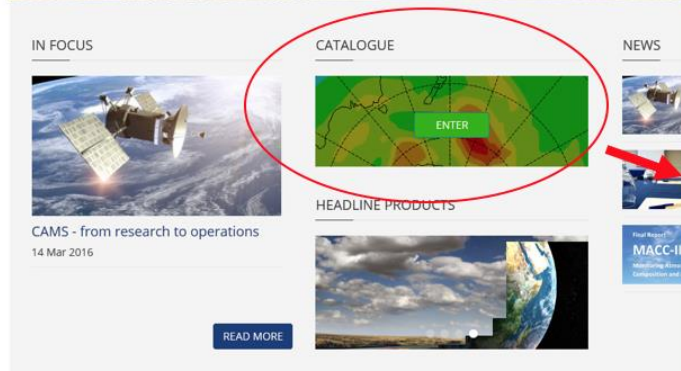 IN FOCUS
CAMS - from research to operations
14 Mar 2016
READ MORE
CATALOGUE
ENTER
HEADLINE PRODUCTS
NEWS
Final Report
MACC-II